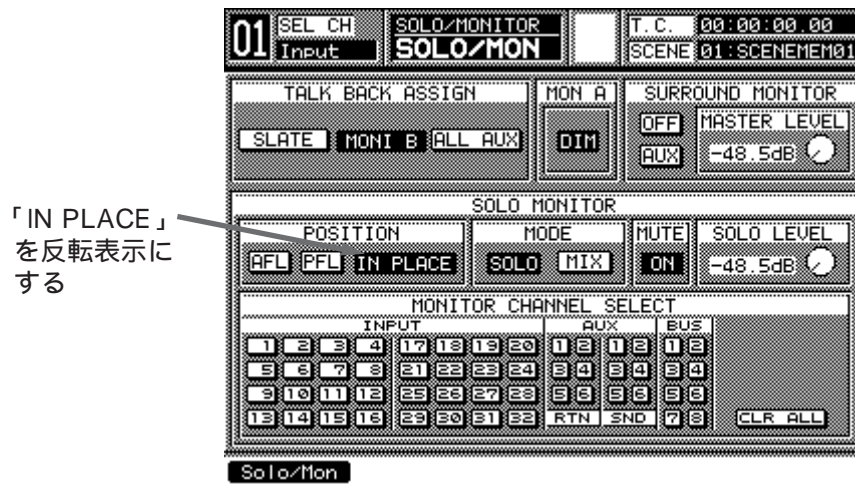 01
SEL CH
Input
SOLO/MONITOR
SOLO/MON
T.C. 00:00:00.00
SCENE 01:SCENEMEM01
TALK BACK ASSIGN
SLATE MONI B ALL AUX
MON A
DIM
SURROUND MONITOR
OFF
AUX
MASTER LEVEL
-48.5dB
「IN PLACE」
を反転表示に
する
SOLO MONITOR
POSITION
AFL PFL IN PLACE
MODE
SOLO MIX
MUTE
ON
SOLO LEVEL
-48.5dB
MONITOR CHANNEL SELECT
INPUT AUX BUS
1 2 3 4 17 18 19 20 1 2 1 2 1 2
5 6 7 8 21 22 23 24 3 4 3 4 3 4
9 10 11 12 25 26 27 28 5 6 5 6 5 6
13 14 15 16 29 30 31 32 RTN SND 7 8 CLR ALL
Solo/Mon